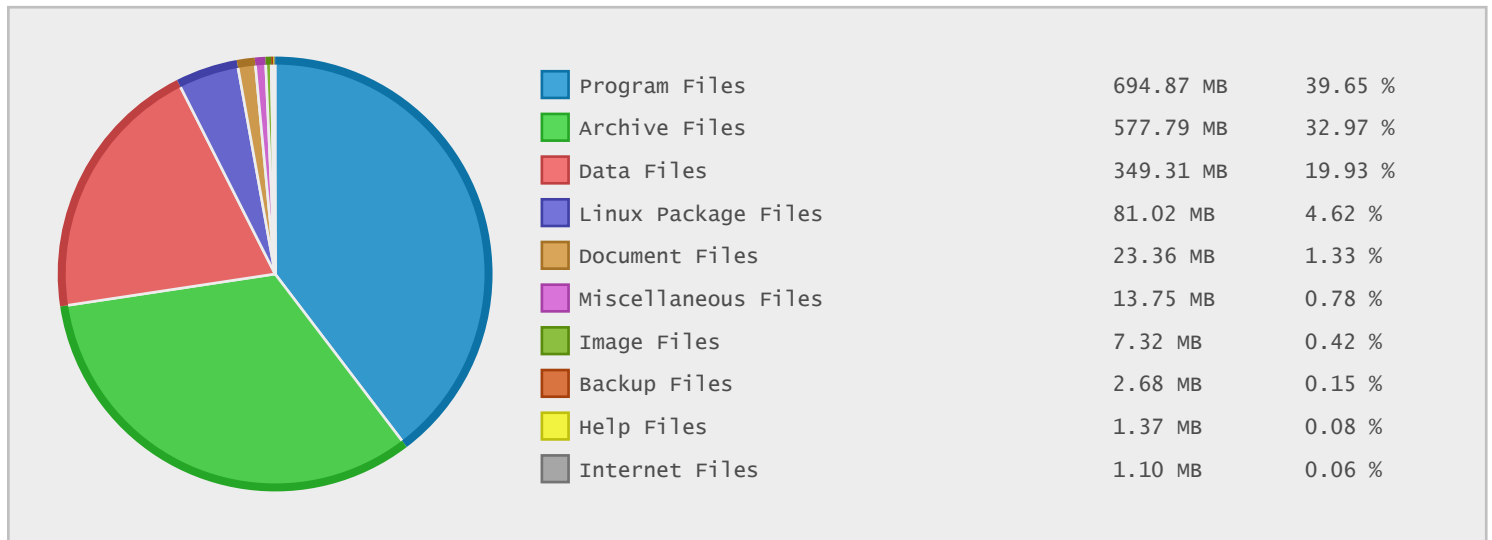 Program Files 694.87 MB 39.65 %
Archive Files 577.79 MB 32.97 %
Data Files 349.31 MB 19.93 %
Linux Package Files 81.02 MB 4.62 %
Document Files 23.36 MB 1.33 %
Miscellaneous Files 13.75 MB 0.78 %
Image Files 7.32 MB 0.42 %
Backup Files 2.68 MB 0.15 %
Help Files 1.37 MB 0.08 %
Internet Files 1.10 MB 0.06 %